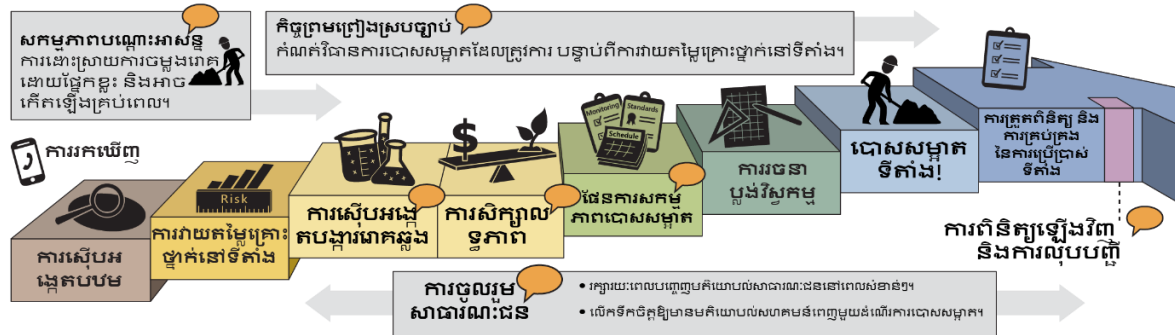 សកម្មភាពបណ្តោះអាសន្ន
ការដោះស្រាយការចម្លងរោគ
ដោយផ្នែកខ្លះ និងអាច
កើតឡើងគ្រប់ពេល។
កិច្ចព្រមព្រៀងស្របច្បាប់
កំណត់វិធានការបោសសម្អាតដែលត្រូវការ បន្ទាប់ពីការវាយតម្លៃគ្រោះថ្នាក់នៅទីតាំង។
ការរកឃើញ
ការស៊ើបអ
ង្កេតបឋម
Risk
ការវាយតម្លៃគ្រោះ
ថ្នាក់នៅទីតាំង
ការស៊ើបអង្កេ
តបង្ការរោគឆ្លង
$
ការសិក្សាល
ទ្ធភាព
Monitoring
Standards
Schedule
ផែនការសកម្ម
ភាពបោសសម្អាត
ការរចនា
ប្លង់វិស្វកម្ម
បោសសម្អាត
ទីតាំង!
ការត្រួតពិនិត្យ និង
ការគ្រប់គ្រង
នៃការប្រើប្រាស់
ទីតាំង
ការពិនិត្យឡើងវិញ
និងការលុបបញ្ជី
ការចូលរួម
សាធារណៈជន
• រក្សារយៈពេលបញ្ចេញមតិយោបល់សាធារណៈជននៅពេលសំខាន់ៗ។
• លើកទឹកចិត្តឱ្យមានមតិយោបល់សហគមន៍ពេញមួយដំណើរការបោសសម្អាត។